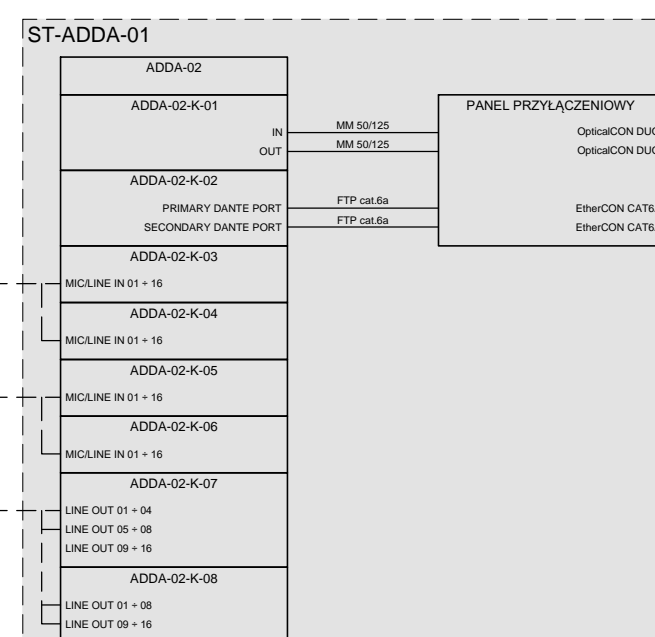 ST-ADDA-01
ADDA-02
ADDA-02-K-01
IN
OUT
MM 50/125
MM 50/125
PANEL PRZYŁĄCZENIOWY
OpticalCON
OpticalCON
ADDA-02-K-02
PRIMARY DANTE PORT
SECONDARY DANTE PORT
FTP cat.6a
FTP cat.6a
EtherCON
EtherCON
ADDA-02-K-03
MIC/LINE IN 01 ÷ 16
ADDA-02-K-04
MIC/LINE IN 01 ÷ 16
ADDA-02-K-05
MIC/LINE IN 01 ÷ 16
ADDA-02-K-06
MIC/LINE IN 01 ÷ 16
ADDA-02-K-07
LINE OUT 01 ÷ 04
LINE OUT 05 ÷ 08
LINE OUT 09 ÷ 16
ADDA-02-K-08
LINE OUT 01 ÷ 08
LINE OUT 09 ÷ 16